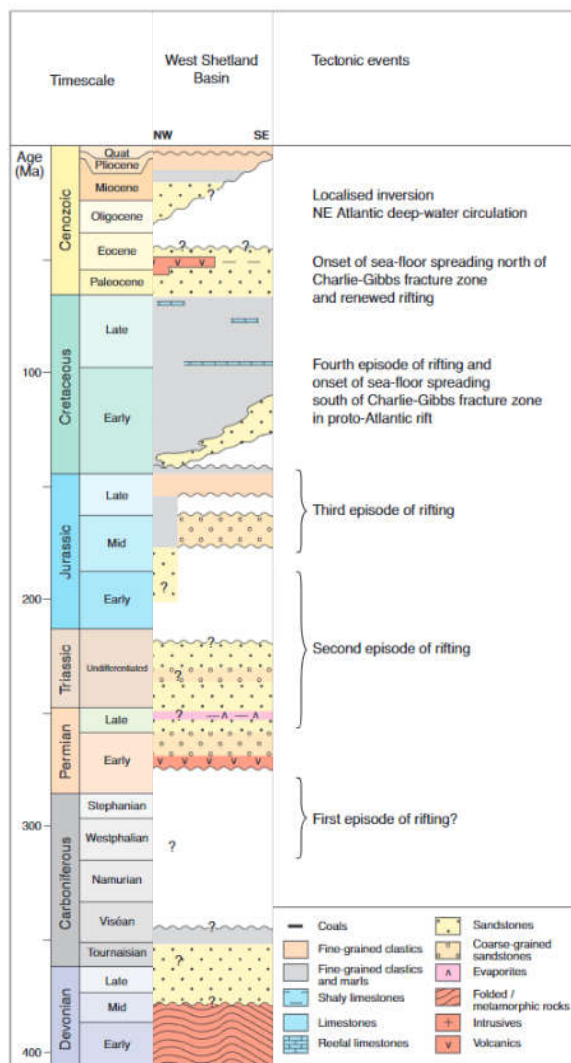 Timescale
West Shetland
Basin
Tectonic events
NW
SE
Age
(Ma)
Cenozoic
Quat
Pliocene
Miocene
Oligocene
Eocene
Paleocene
?
?
?
Localised inversion
NE Atlantic deep-water circulation
Onset of sea-floor spreading north of
Charlie-Gibbs fracture zone
and renewed rifting
Cretaceous
Late
Early
100
Fourth episode of rifting and
onset of sea-floor spreading
south of Charlie-Gibbs fracture zone
in proto-Atlantic rift
Jurassic
Late
Mid
Early
200
?
Third episode of rifting
Second episode of rifting
Triassic
Undifferentiated
?
?
Permian
Late
Early
?
Carboniferous
Stephanian
Westphalian
Namurian
Viséan
Tournaisian
300
?
?
?
First episode of rifting?
Devonian
Late
Mid
Early
400
?
Coals
Fine-grained clastics
Fine-grained clastics
and marls
Shaly limestones
Limestones
Reefal limestones
Sandstones
Coarse-grained
sandstones
Evaporites
Folded /
metamorphic rocks
Intrusives
Volcanics